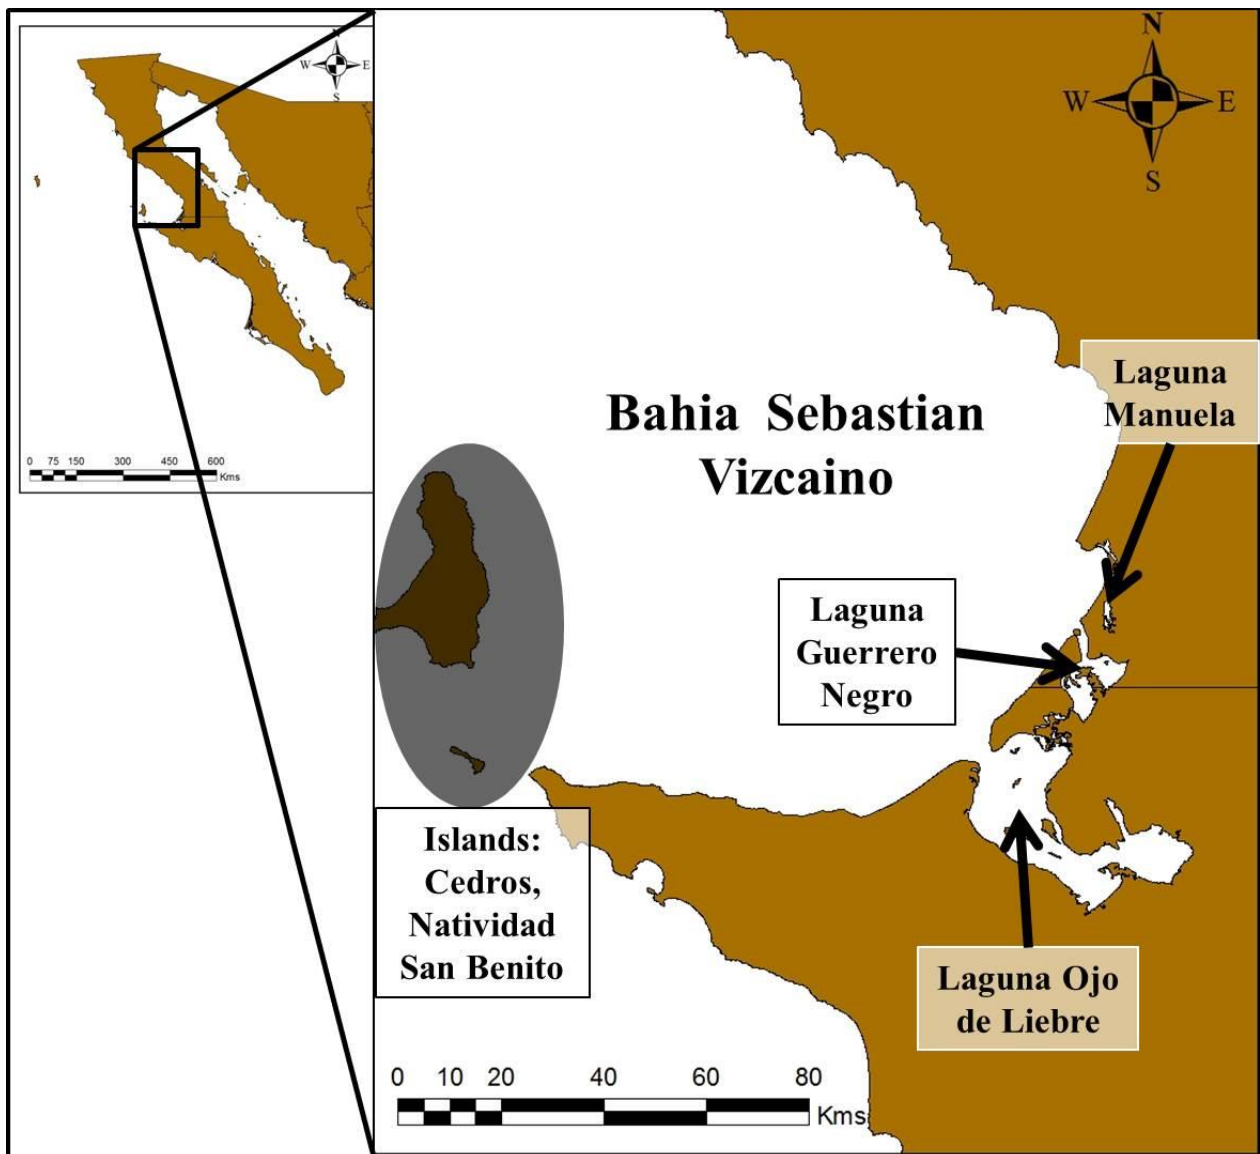 N
W E
S
0 75 150 300 450 600
Kms
N
W E
S
Laguna
Manuela
Bahia Sebastian
Vizcaino
Laguna
Guerrero
Negro
Islands:
Cedros,
Natividad
San Benito
Laguna Ojo
de Liebre
0 10 20 40 60 80
Kms